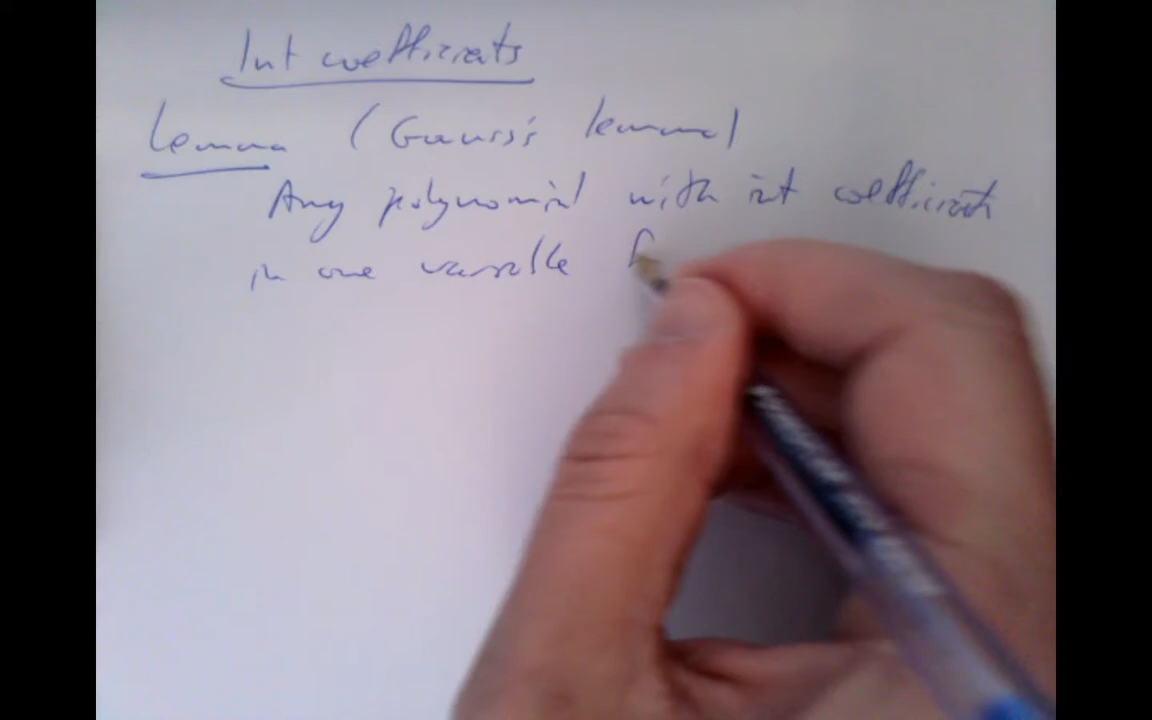 Int coefficients
Lemma (Gauss's lemma)
Any polynomial with int coefficients
in one variable